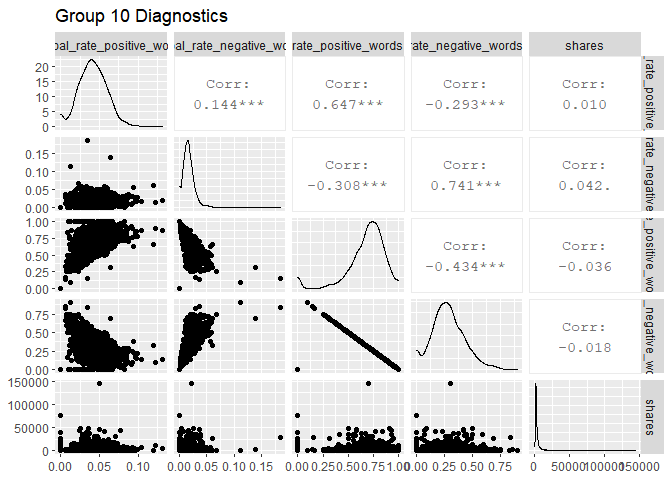 Group 10 Diagnostics
bal_rate_positive_wo
bal_rate_negative_wo
rate_positive_words
rate_negative_words
shares
20
15
10
5
0
Corr:
0.144***
Corr:
0.647***
Corr:
-0.293***
Corr:
0.010
_rate_positive_
0.15
0.10
0.05
0.00
Corr:
-0.308***
Corr:
0.741***
Corr:
0.042.
_rate_negative_
1.00
0.75
0.50
0.25
0.00
Corr:
-0.434***
Corr:
-0.036
e_positive_wo
0.75
0.50
0.25
0.00
Corr:
-0.018
_negative_wo
150000
100000
50000
0
shares
0.00 0.05 0.10
0.00 0.05 0.10 0.15
0.00 0.25 0.50 0.75 1.00
0.00 0.25 0.50 0.75
0 50000 100000 150000